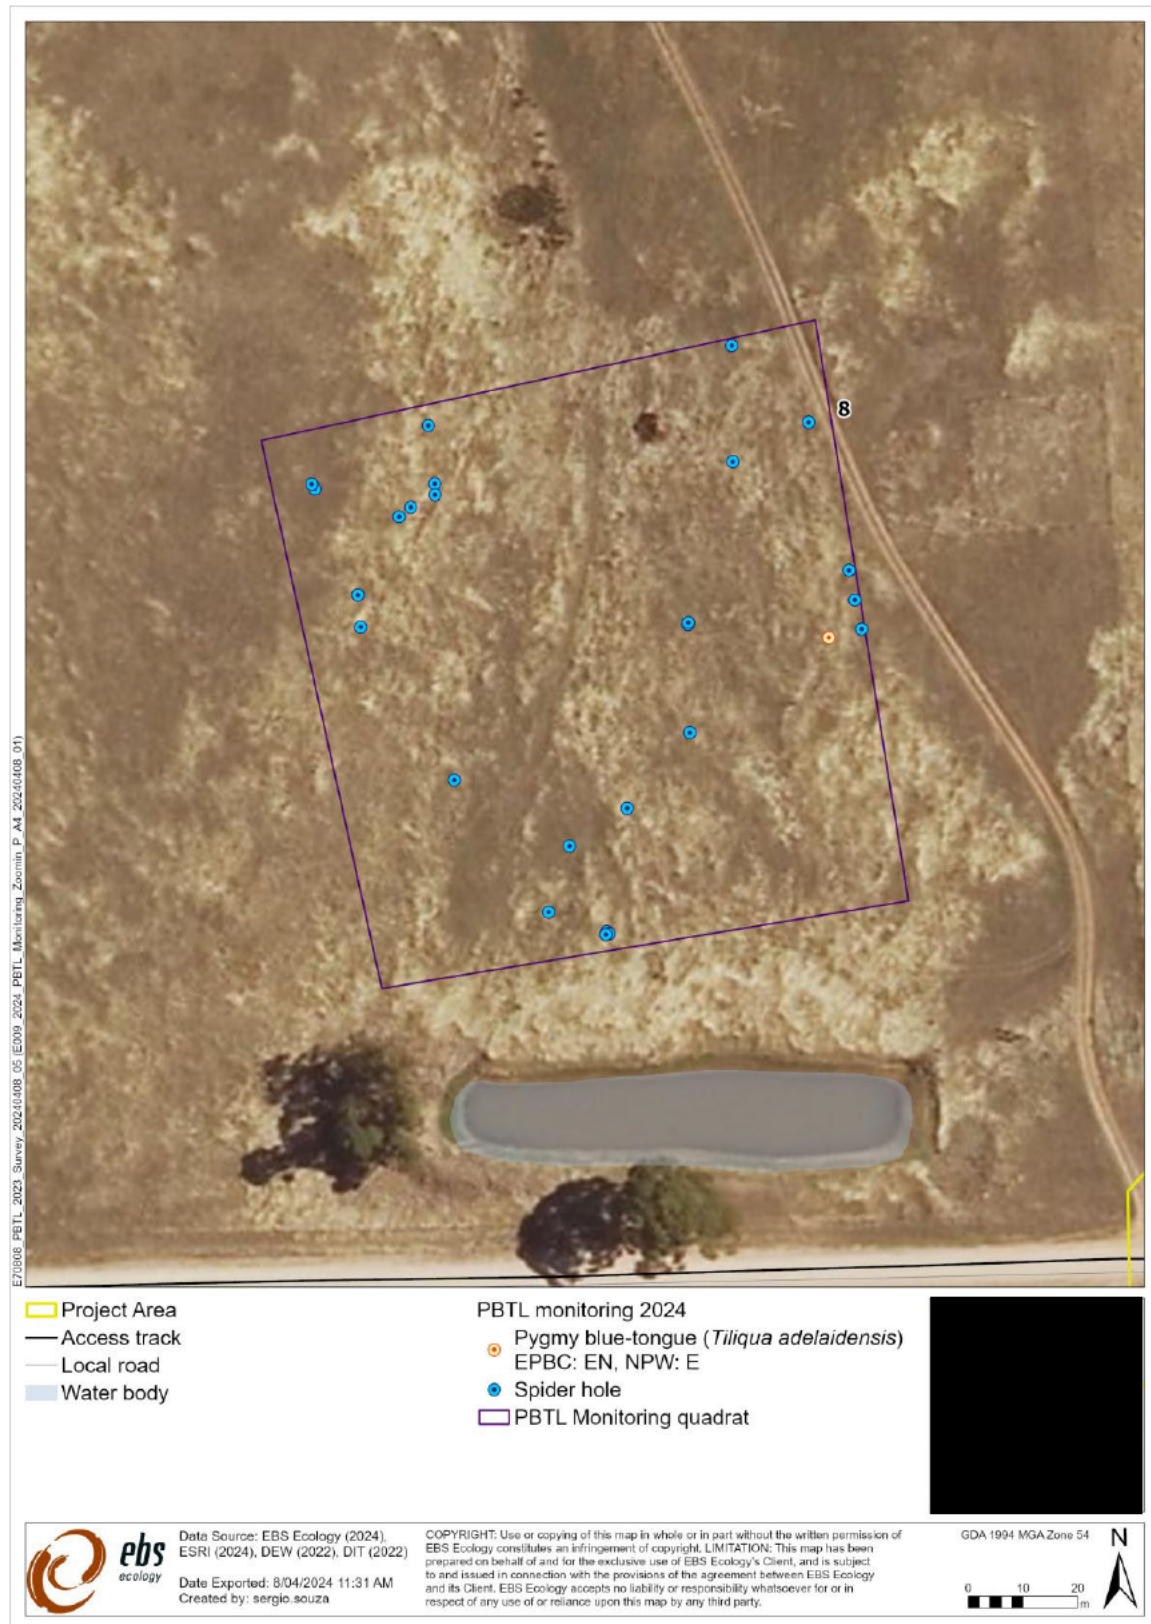 8
E70808_PBTL_2023_Survey_20240408_05 (E009_2024_PBTL_Monitoring_Zoomin_P_A4_20240408_01)
Project Area
Access track
Local road
Water body
PBTL monitoring 2024
Pygmy blue-tongue (Tiliqua adelaidensis)
EPBC: EN, NPW: E
Spider hole
PBTL Monitoring quadrat
ebs
ecology
Data Source: EBS Ecology (2024),
ESRI (2024), DEW (2022), DIT (2022)
Date Exported: 8/04/2024 11:31 AM
Created by: sergio.souza
COPYRIGHT: Use or copying of this map in whole or in part without the written permission of
EBS Ecology constitutes an infringement of copyright. LIMITATION: This map has been
prepared on behalf of and for the exclusive use of EBS Ecology's Client, and is subject
to and issued in connection with the provisions of the agreement between EBS Ecology
and its Client. EBS Ecology accepts no liability or responsibility whatsoever for or in
respect of any use of or reliance upon this map by any third party.
GDA 1994 MGA Zone 54
N
0 10 20
m